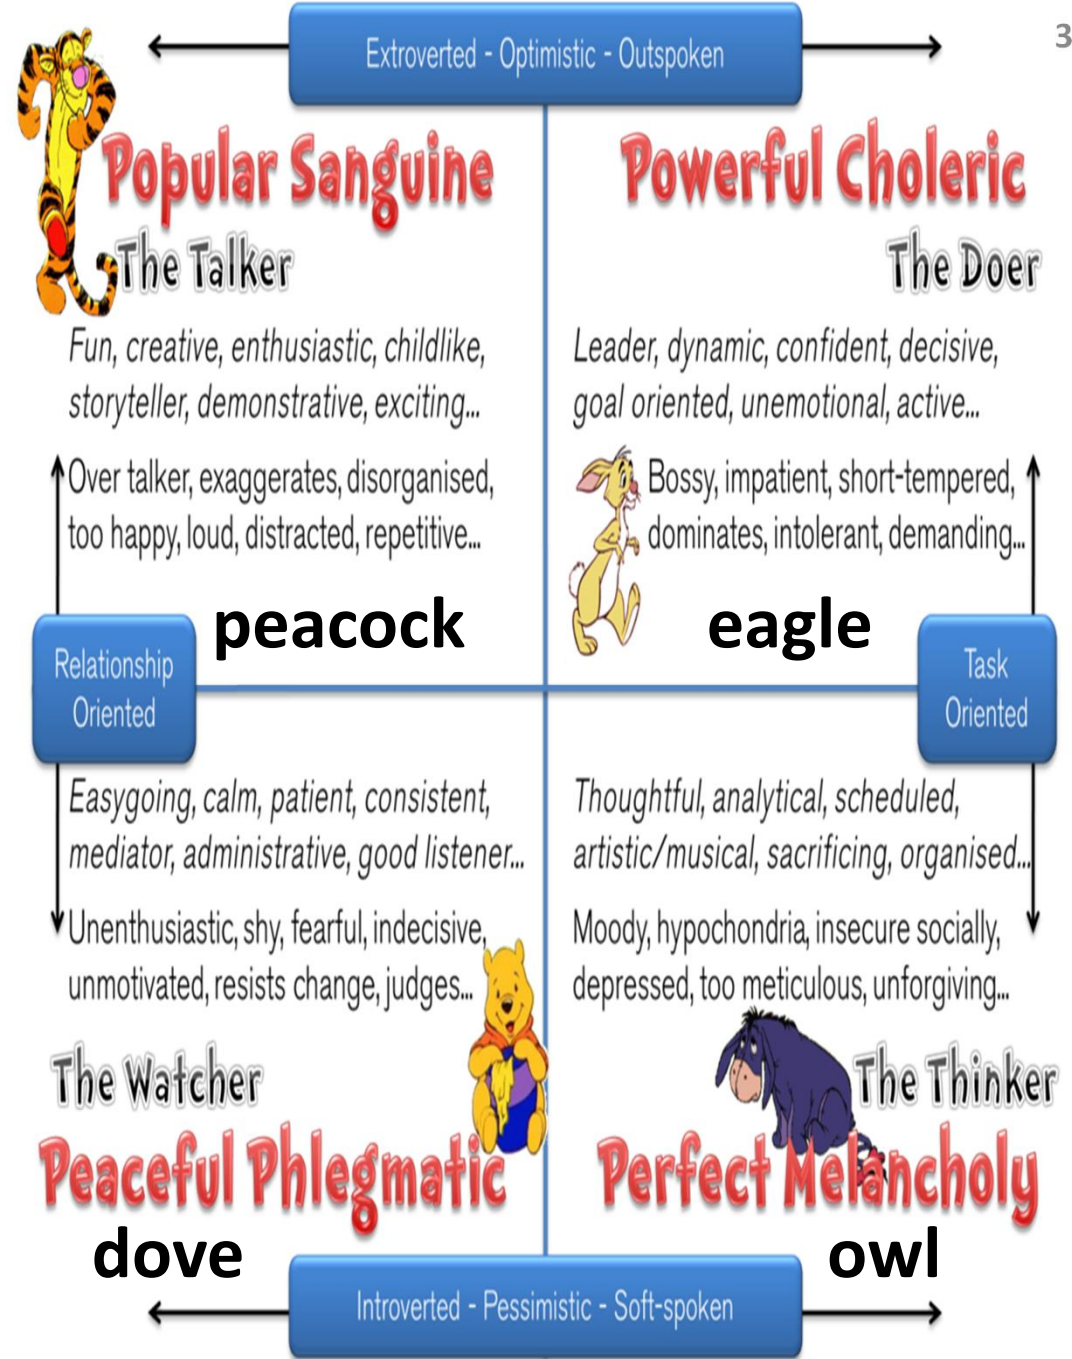 3
Extroverted - Optimistic - Outspoken
Popular Sanguine
The Talker
Fun, creative, enthusiastic, childlike,
storyteller, demonstrative, exciting...
Over talker, exaggerates, disorganised,
too happy, loud, distracted, repetitive...
peacock
Powerful Choleric
The Doer
Leader, dynamic, confident, decisive,
goal oriented, unemotional, active...
Bossy, impatient, short-tempered,
dominates, intolerant, demanding...
eagle
Relationship
Oriented
Task
Oriented
Easygoing, calm, patient, consistent,
mediator, administrative, good listener...
Unenthusiastic, shy, fearful, indecisive,
unmotivated, resists change, judges...
The Watcher
Peaceful Phlegmatic
dove
Thoughtful, analytical, scheduled,
artistic/musical, sacrificing, organised...
Moody, hypochondria, insecure socially,
depressed, too meticulous, unforgiving...
The Thinker
Perfect Melancholy
owl
Introverted - Pessimistic - Soft-spoken